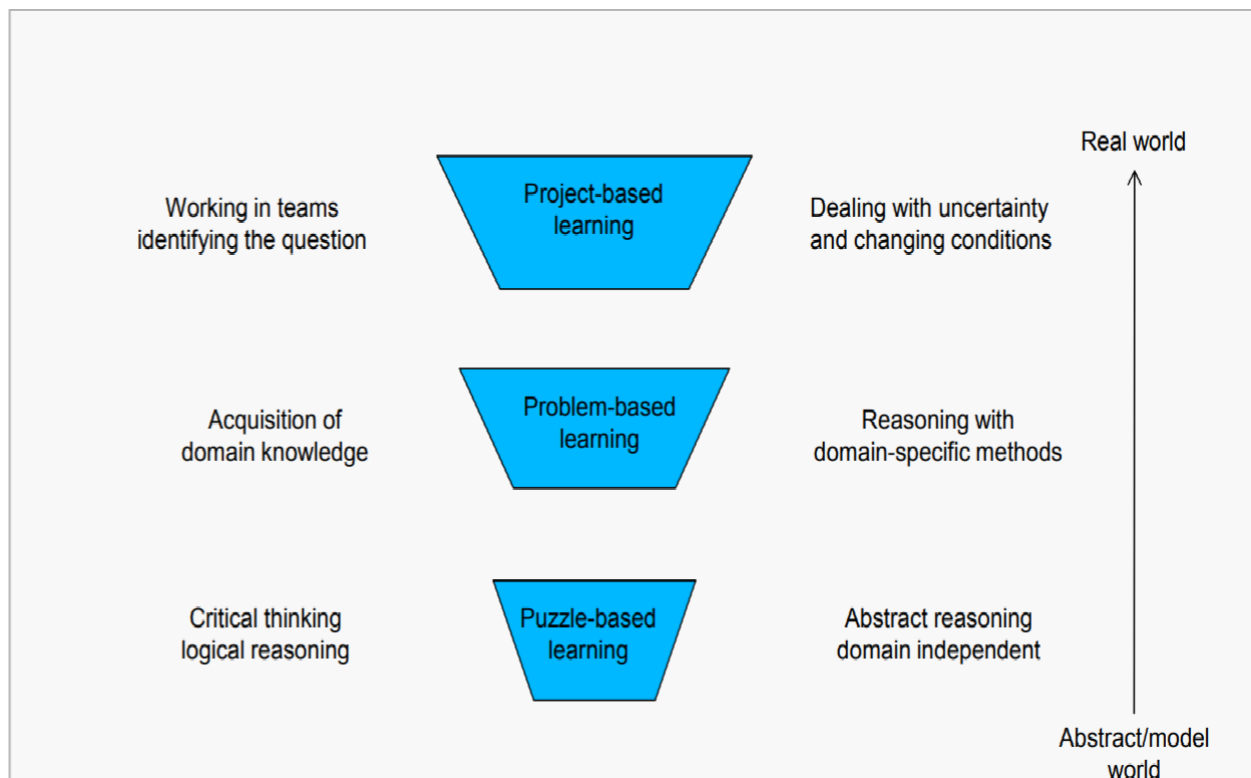 Real world
Project-based
learning
Working in teams
identifying the question
Dealing with uncertainty
and changing conditions
Problem-based
learning
Acquisition of
domain knowledge
Reasoning with
domain-specific methods
Puzzle-based
learning
Critical thinking
logical reasoning
Abstract reasoning
domain independent
Abstract/model
world